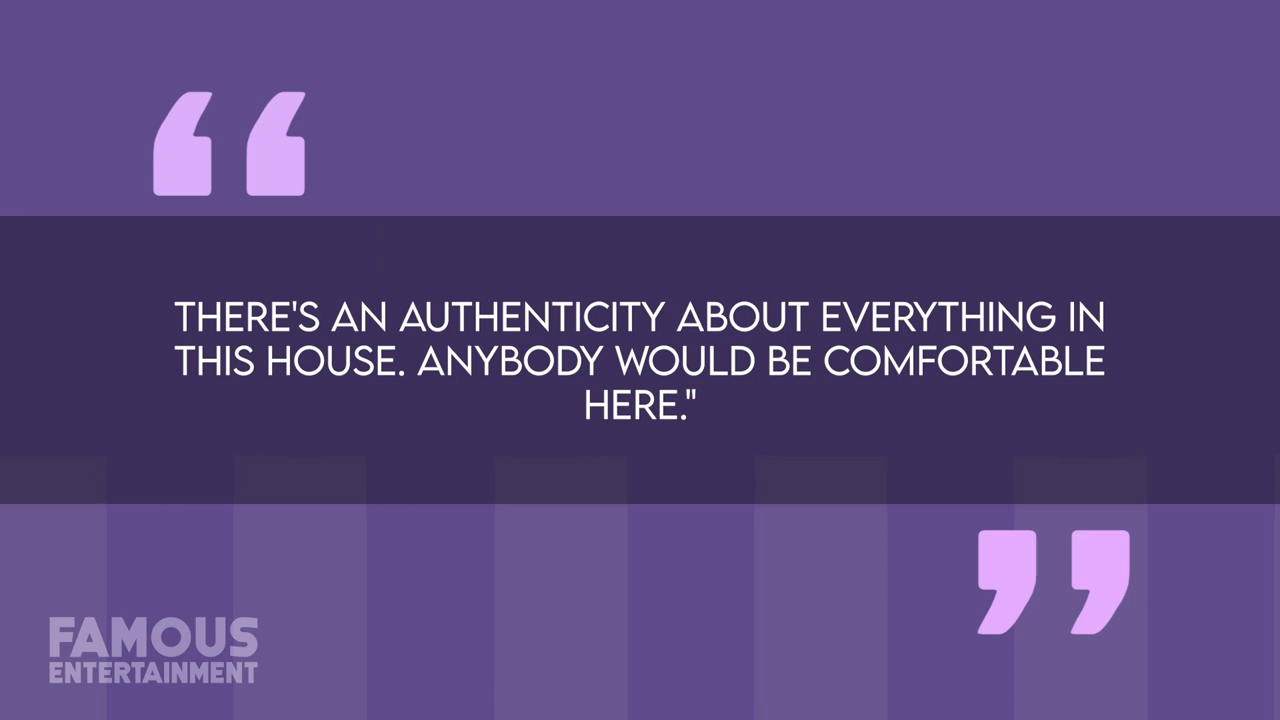 THERE'S AN AUTHENTICITY ABOUT EVERYTHING IN
THIS HOUSE. ANYBODY WOULD BE COMFORTABLE
HERE."
FAMOUS
ENTERTAINMENT